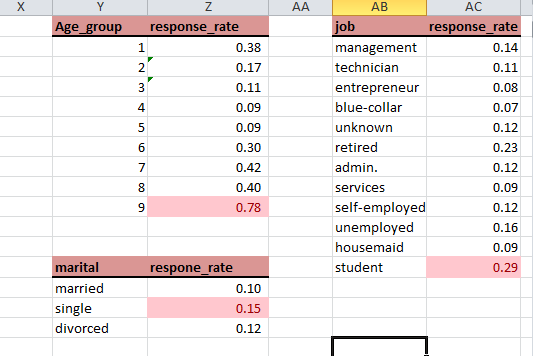 X Y Z AA AB AC
Age_group response_rate job response_rate
1 0.38 management 0.14
2 0.17 technician 0.11
3 0.11 entrepreneur 0.08
4 0.09 blue-collar 0.07
5 0.09 unknown 0.12
6 0.30 retired 0.23
7 0.42 admin. 0.12
8 0.40 services 0.09
9 0.78 self-employed 0.12
unemployed 0.16
housemaid 0.09
marital respone_rate student 0.29
married 0.10
single 0.15
divorced 0.12